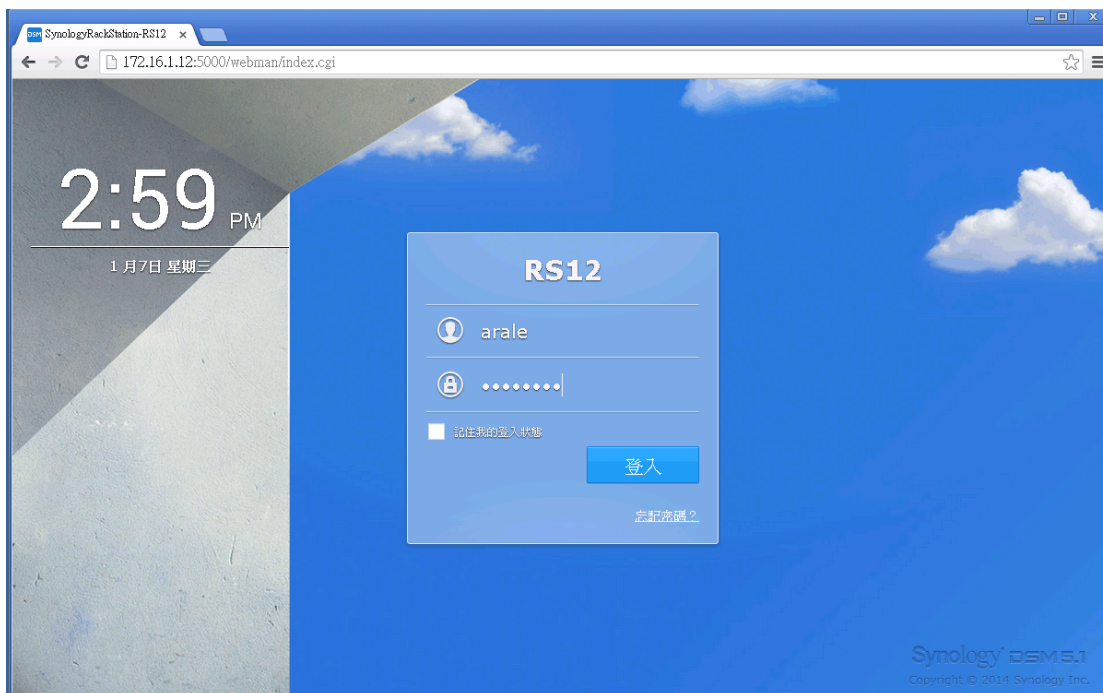 SynologyRackStation-RS12
172.16.1.12:5000/webman/index.cgi
2:59 PM
1月7日 星期三
RS12
arale
••••••••
記住我的登入狀態
登入
忘記密碼？
Synology DSM 5.1
Copyright © 2014 Synology Inc.